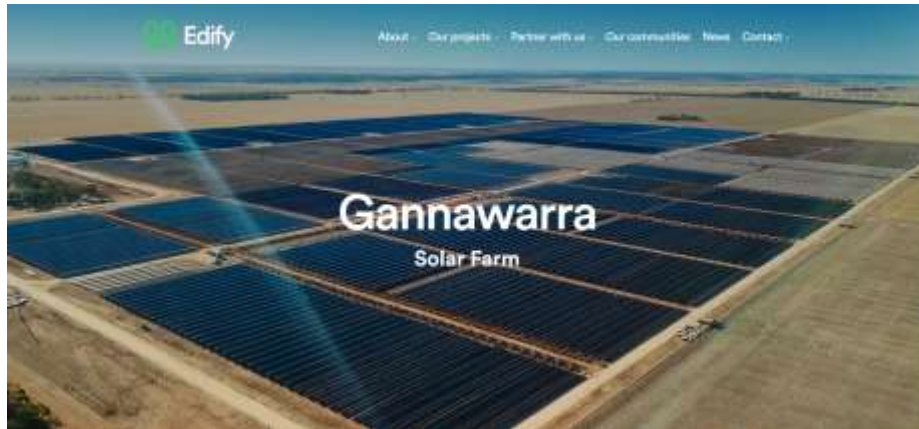 Edify
About Our projects Partner with us Our communities News Contact
Gannawarra
Solar Farm